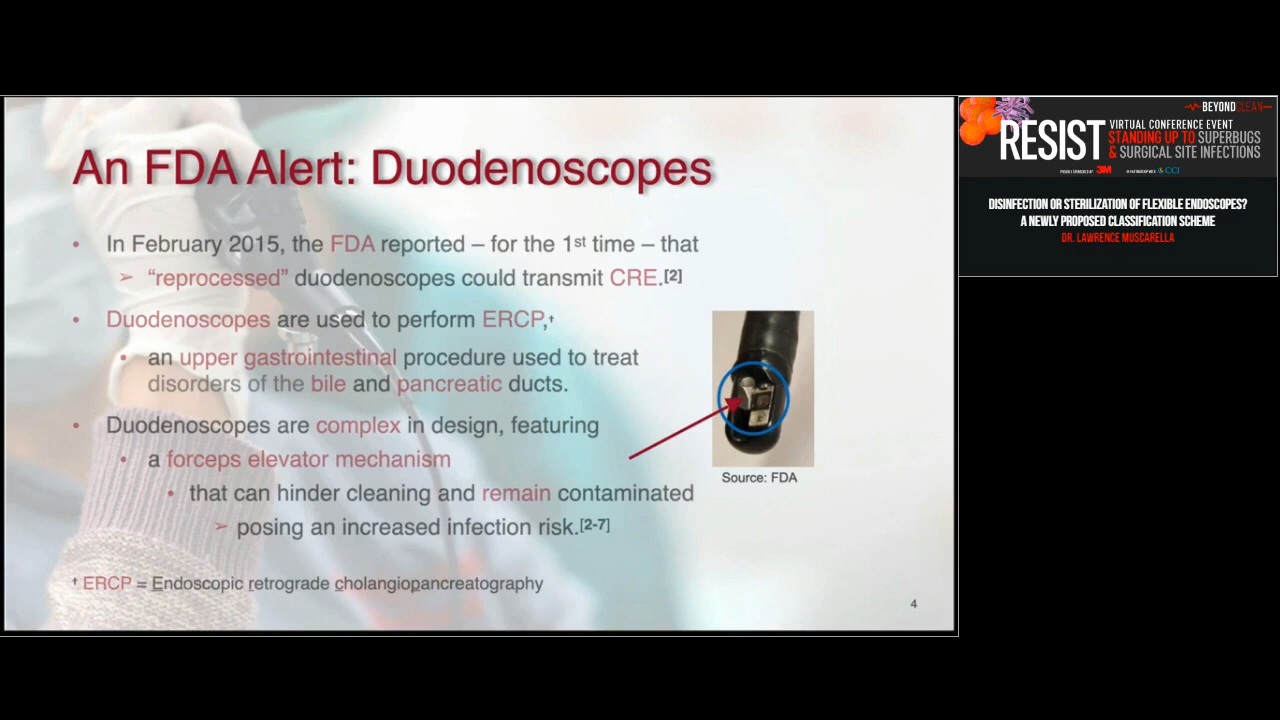 An FDA Alert: Duodenoscopes
• In February 2015, the FDA reported – for the 1st time – that
➢ “reprocessed” duodenoscopes could transmit CRE.[2]
• Duodenoscopes are used to perform ERCP,†
• an upper gastrointestinal procedure used to treat
disorders of the bile and pancreatic ducts.
• Duodenoscopes are complex in design, featuring
• a forceps elevator mechanism
• that can hinder cleaning and remain contaminated
➢ posing an increased infection risk.[2-7]
Source: FDA
† ERCP = Endoscopic retrograde cholangiopancreatography
4
BEYONDCLEAN
RESIST
VIRTUAL CONFERENCE EVENT
STANDING UP TO SUPERBUGS
& SURGICAL SITE INFECTIONS
PROUDLY SPONSORED BY: 3M IN PARTNERSHIP WITH: CCI
DISINFECTION OR STERILIZATION OF FLEXIBLE ENDOSCOPES?
A NEWLY PROPOSED CLASSIFICATION SCHEME
DR. LAWRENCE MUSCARELLA